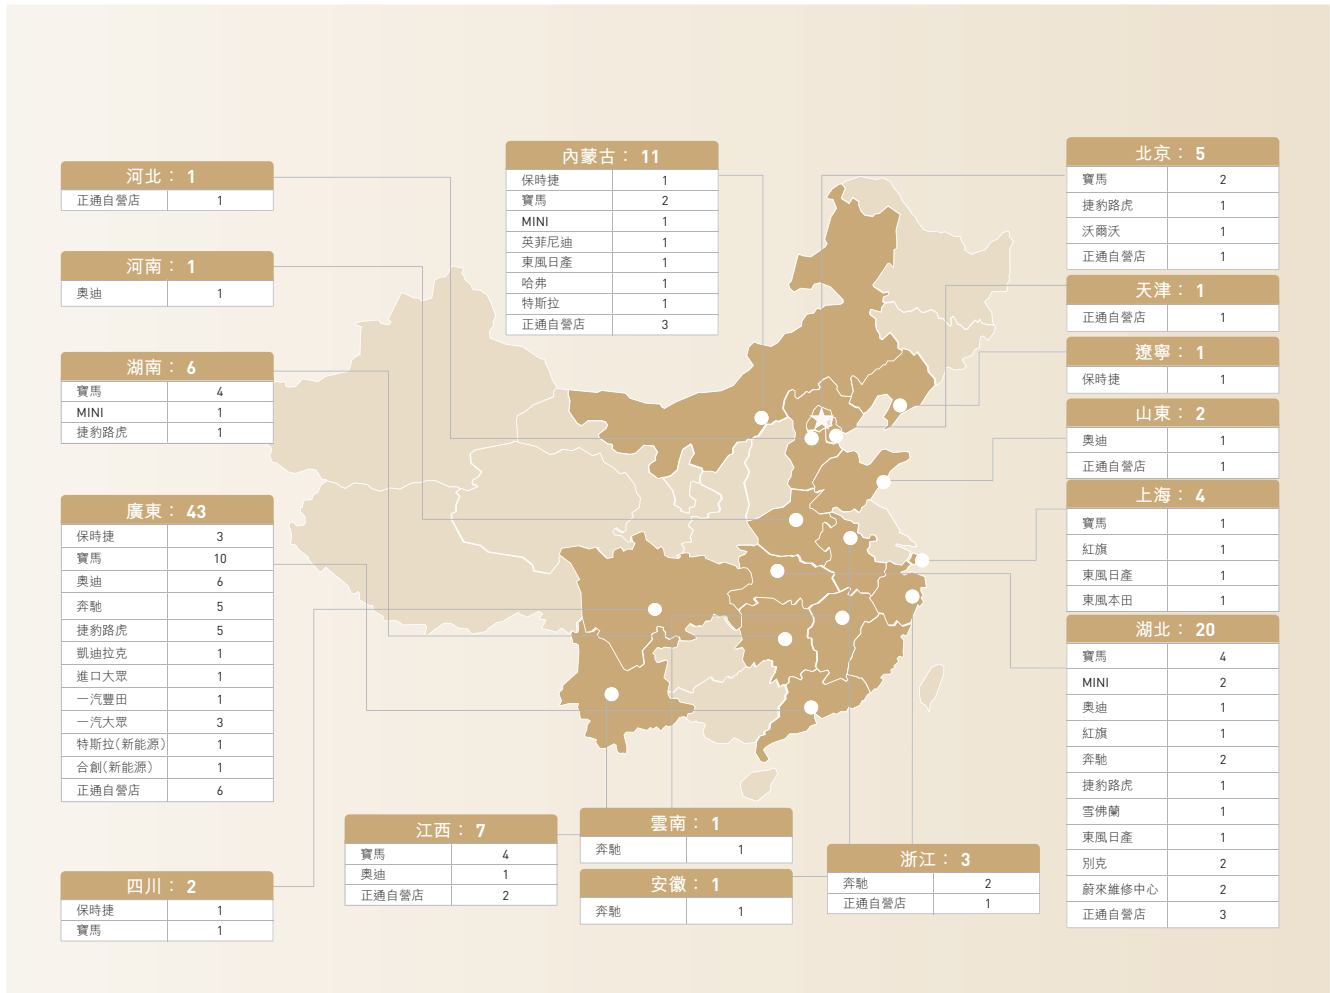 河北：1
正通自營店 1
河南：1
奧迪 1
湖南：6
寶馬 4
MINI 1
捷豹路虎 1
廣東：43
保時捷 3
寶馬 10
奧迪 6
奔馳 5
捷豹路虎 5
凱迪拉克 1
進口大眾 1
一汽豐田 1
一汽大眾 3
特斯拉(新能源) 1
合創(新能源) 1
正通自營店 6
四川：2
保時捷 1
寶馬 1
內蒙古：11
保時捷 1
寶馬 2
MINI 1
英菲尼迪 1
東風日產 1
哈弗 1
特斯拉 1
正通自營店 3
江西：7
寶馬 4
奧迪 1
正通自營店 2
雲南：1
奔馳 1
安徽：1
奔馳 1
浙江：3
奔馳 2
正通自營店 1
北京：5
寶馬 2
捷豹路虎 1
沃爾沃 1
正通自營店 1
天津：1
正通自營店 1
遼寧：1
保時捷 1
山東：2
奧迪 1
正通自營店 1
上海：4
寶馬 1
紅旗 1
東風日產 1
東風本田 1
湖北：20
寶馬 4
MINI 2
奧迪 1
紅旗 1
奔馳 2
捷豹路虎 1
雪佛蘭 1
東風日產 1
別克 2
蔚來維修中心 2
正通自營店 3